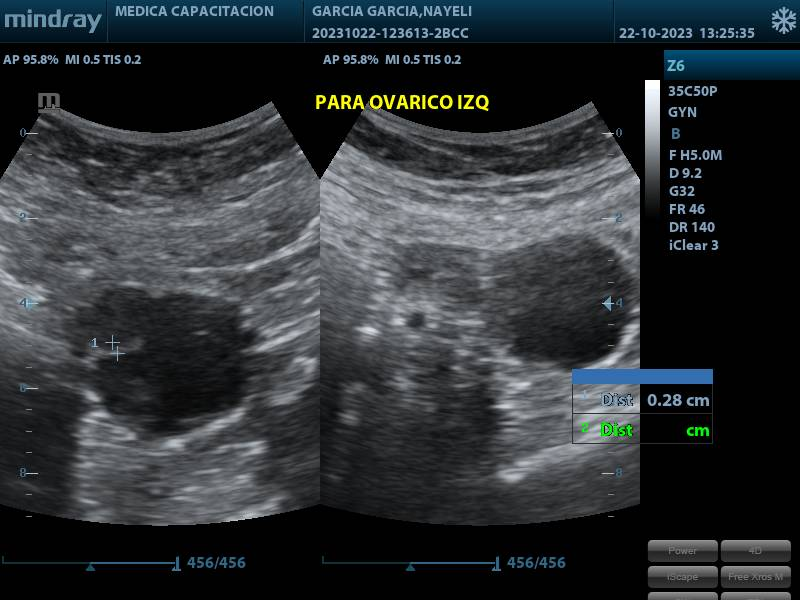 mindray
MEDICA CAPACITACION
GARCIA GARCIA,NAYELI
20231022-123613-2BCC
22-10-2023 13:25:35
AP 95.8% MI 0.5 TIS 0.2
AP 95.8% MI 0.5 TIS 0.2
Z6
m
PARA OVARICO IZQ
35C50P
GYN
B
F H5.0M
D 9.2
G32
FR 46
DR 140
iClear 3
0
2
4
6
8
1
0
2
4
8
1 Dist 0.28 cm
2 Dist cm
456/456
456/456
Power
4D
iScape
Free Xros M